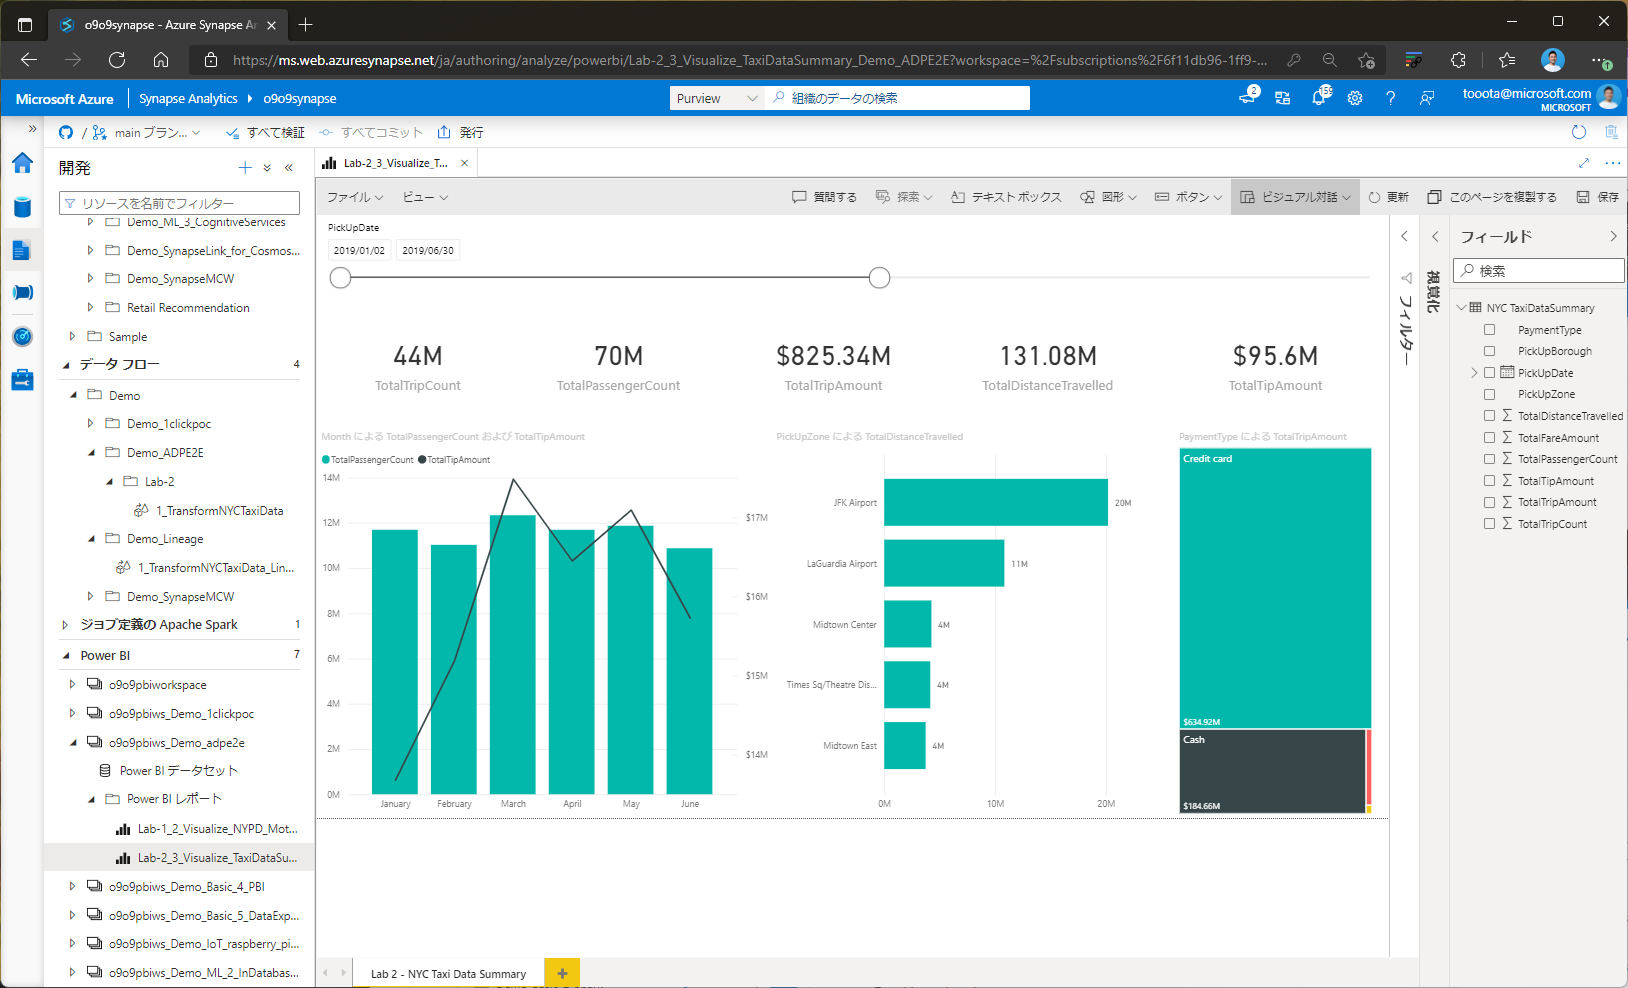 o9o9synapse - Azure Synapse An
https://ms.web.azuresynapse.net/ja/authoring/analyze/powerbi/Lab-2_3_Visualize_TaxiDataSummary_Demo_ADPE2E?workspace=%2Fsubscriptions%2F6f11db96-1ff9-...
Microsoft Azure
Synapse Analytics
o9o9synapse
Purview
組織のデータの検索
2
159
tooota@microsoft.com
MICROSOFT
/ main ブラン...
すべて検証
すべてコミット
発行
開発
リソースを名前でフィルター
Demo_ML_3_CognitiveServices
Demo_SynapseLink_for_Cosmos...
Demo_SynapseMCW
Retail Recommendation
Sample
データ フロー 4
Demo
Demo_1clickpoc
Demo_ADPE2E
Lab-2
1_TransformNYCTaxiData
Demo_Lineage
1_TransformNYCTaxiData_Lin...
Demo_SynapseMCW
ジョブ定義の Apache Spark 1
Power BI 7
o9o9pbiworkspace
o9o9pbiws_Demo_1clickpoc
o9o9pbiws_Demo_adpe2e
Power BI データセット
Power BI レポート
Lab-1_2_Visualize_NYPD_Mot...
Lab-2_3_Visualize_TaxiDataSu...
o9o9pbiws_Demo_Basic_4_PBI
o9o9pbiws_Demo_Basic_5_DataExp...
o9o9pbiws_Demo_IoT_raspberry_pi...
o9o9pbiws_Demo_ML_2_InDatabas...
Lab-2_3_Visualize_T...
ファイル
ビュー
質問する
探索
テキスト ボックス
図形
ボタン
ビジュアル対話
更新
このページを複製する
保存
PickUpDate
2019/01/02
2019/06/30
44M
TotalTripCount
70M
TotalPassengerCount
$825.34M
TotalTripAmount
131.08M
TotalDistanceTravelled
$95.6M
TotalTipAmount
Month による TotalPassengerCount および TotalTipAmount
TotalPassengerCount TotalTipAmount
14M
12M
10M
8M
6M
4M
2M
0M
$17M
$16M
$15M
$14M
January
February
March
April
May
June
PickUpZone による TotalDistanceTravelled
JFK Airport 20M
LaGuardia Airport 11M
Midtown Center 4M
Times Sq/Theatre Dis... 4M
Midtown East 4M
0M
10M
20M
PaymentType による TotalTripAmount
Credit card
$634.92M
Cash
$184.66M
フィルター
視覚化
フィールド
検索
NYC TaxiDataSummary
PaymentType
PickUpBorough
PickUpDate
PickUpZone
TotalDistanceTravelled
TotalFareAmount
TotalPassengerCount
TotalTipAmount
TotalTripAmount
TotalTripCount
Lab 2 - NYC Taxi Data Summary